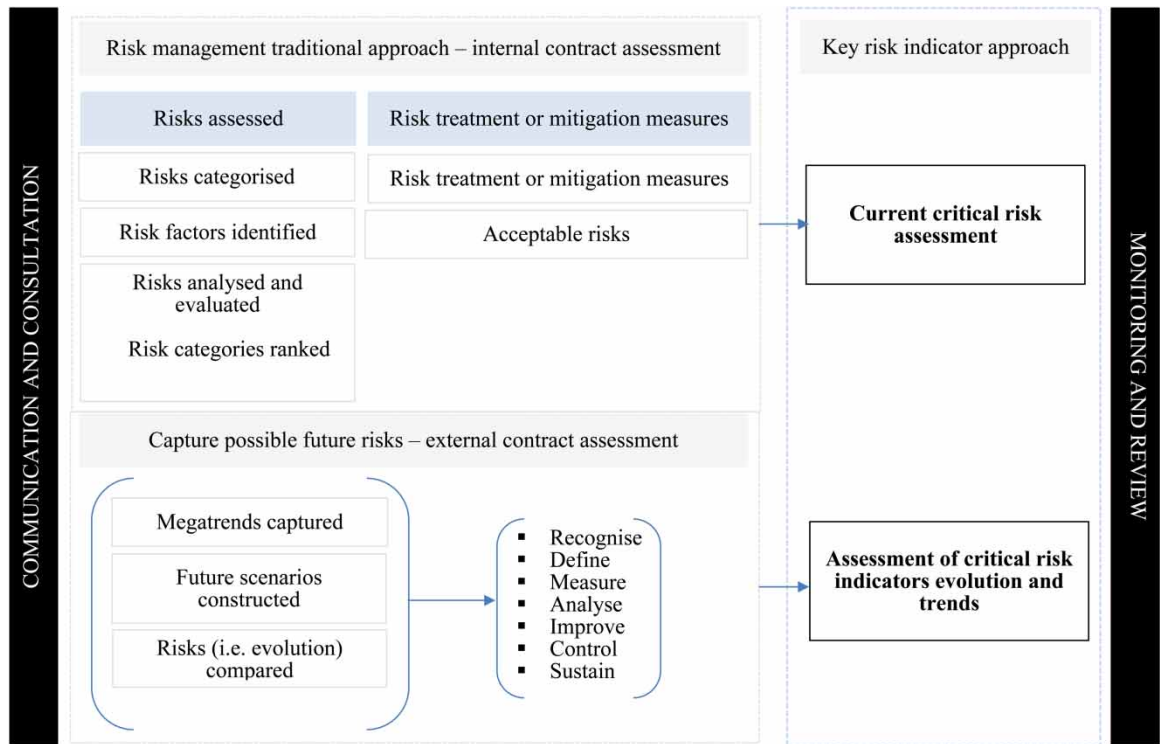 COMMUNICATION AND CONSULTATION
Risk management traditional approach – internal contract assessment
Risks assessed
Risks categorised
Risk factors identified
Risks analysed and
evaluated
Risk categories ranked
Risk treatment or mitigation measures
Risk treatment or mitigation measures
Acceptable risks
Capture possible future risks – external contract assessment
Megatrends captured
Future scenarios
constructed
Risks (i.e. evolution)
compared
▪ Recognise
▪ Define
▪ Measure
▪ Analyse
▪ Improve
▪ Control
▪ Sustain
Key risk indicator approach
Current critical risk
assessment
Assessment of critical risk
indicators evolution and
trends
MONITORING AND REVIEW